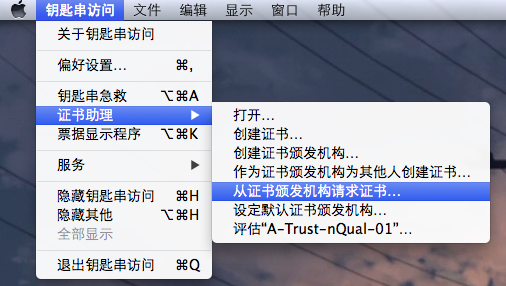 钥匙串访问 文件 编辑 显示 窗口 帮助
关于钥匙串访问
偏好设置... ⌘,
钥匙串急救 ⌥⌘A
证书助理 ▶
票据显示程序 ⌥⌘K
服务 ▶
隐藏钥匙串访问 ⌘H
隐藏其他 ⌥⌘H
全部显示
退出钥匙串访问 ⌘Q
打开...
创建证书...
创建证书颁发机构...
作为证书颁发机构为其他人创建证书...
从证书颁发机构请求证书...
设定默认证书颁发机构...
评估“A-Trust-nQual-01”...